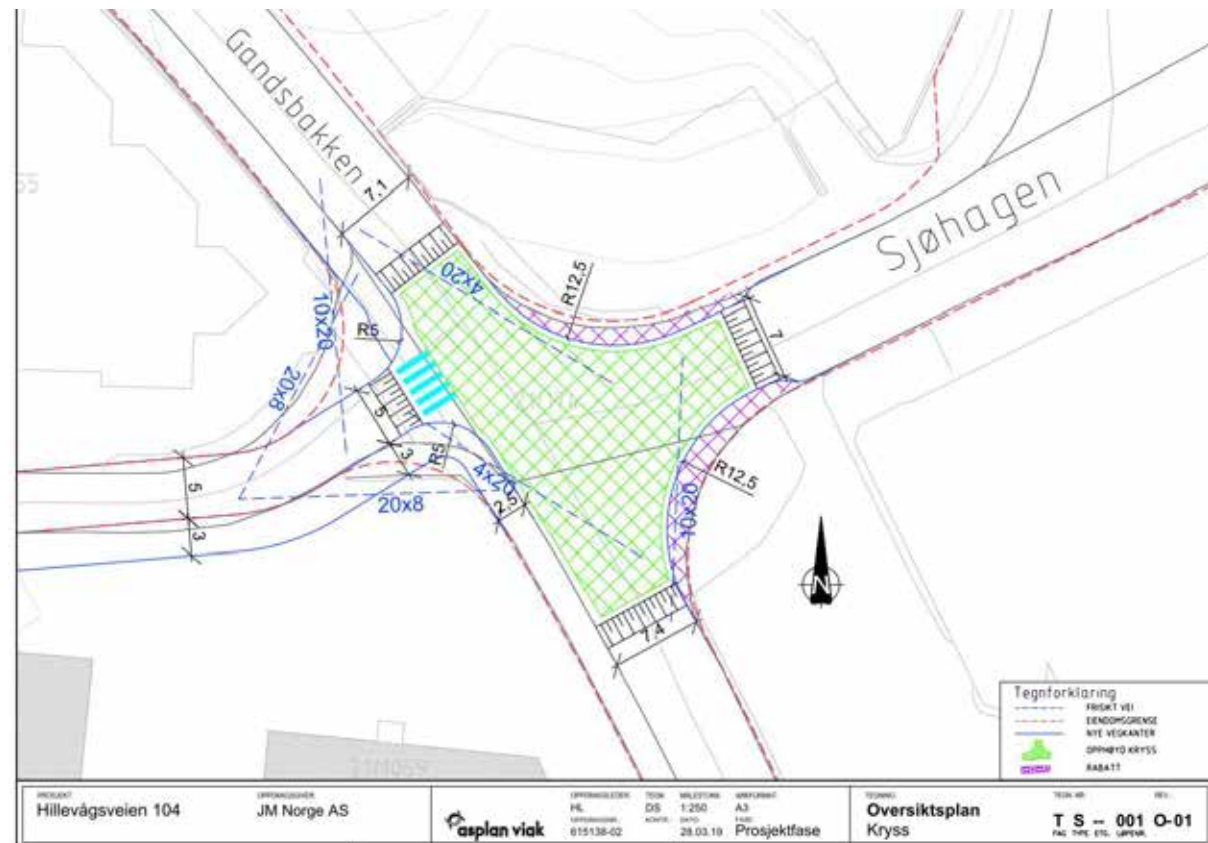 Gandsbakken
7.1
4x20
R12,5
Sjøhagen
7
R5
10x20
20x8
5
3
R5
4x20
2.5
20x8
5
3
R12,5
10x20
7.4
N
Tegnforklaring
FRISIKT VEI
EIENDOMSGRENSE
NYE VEGKANTER
OPPHØYD KRYSS
RABATT
PROSJEKT
Hillevågsveien 104
OPPDRAGSGIVER
JM Norge AS
asplan viak
OPPDRAGSLEDER
HL
TEGN
DS
MÅLESTOKK
1:250
ARKFORMAT
A3
OPPDRAGSNR.
615138-02
KONTR.
DATO
28.03.19
FASE
Prosjektfase
TEGNING
Oversiktsplan
Kryss
TEGN. NR.
REV.
T S -- 001 O-01
FAG TYPE ETG. LØPENR.